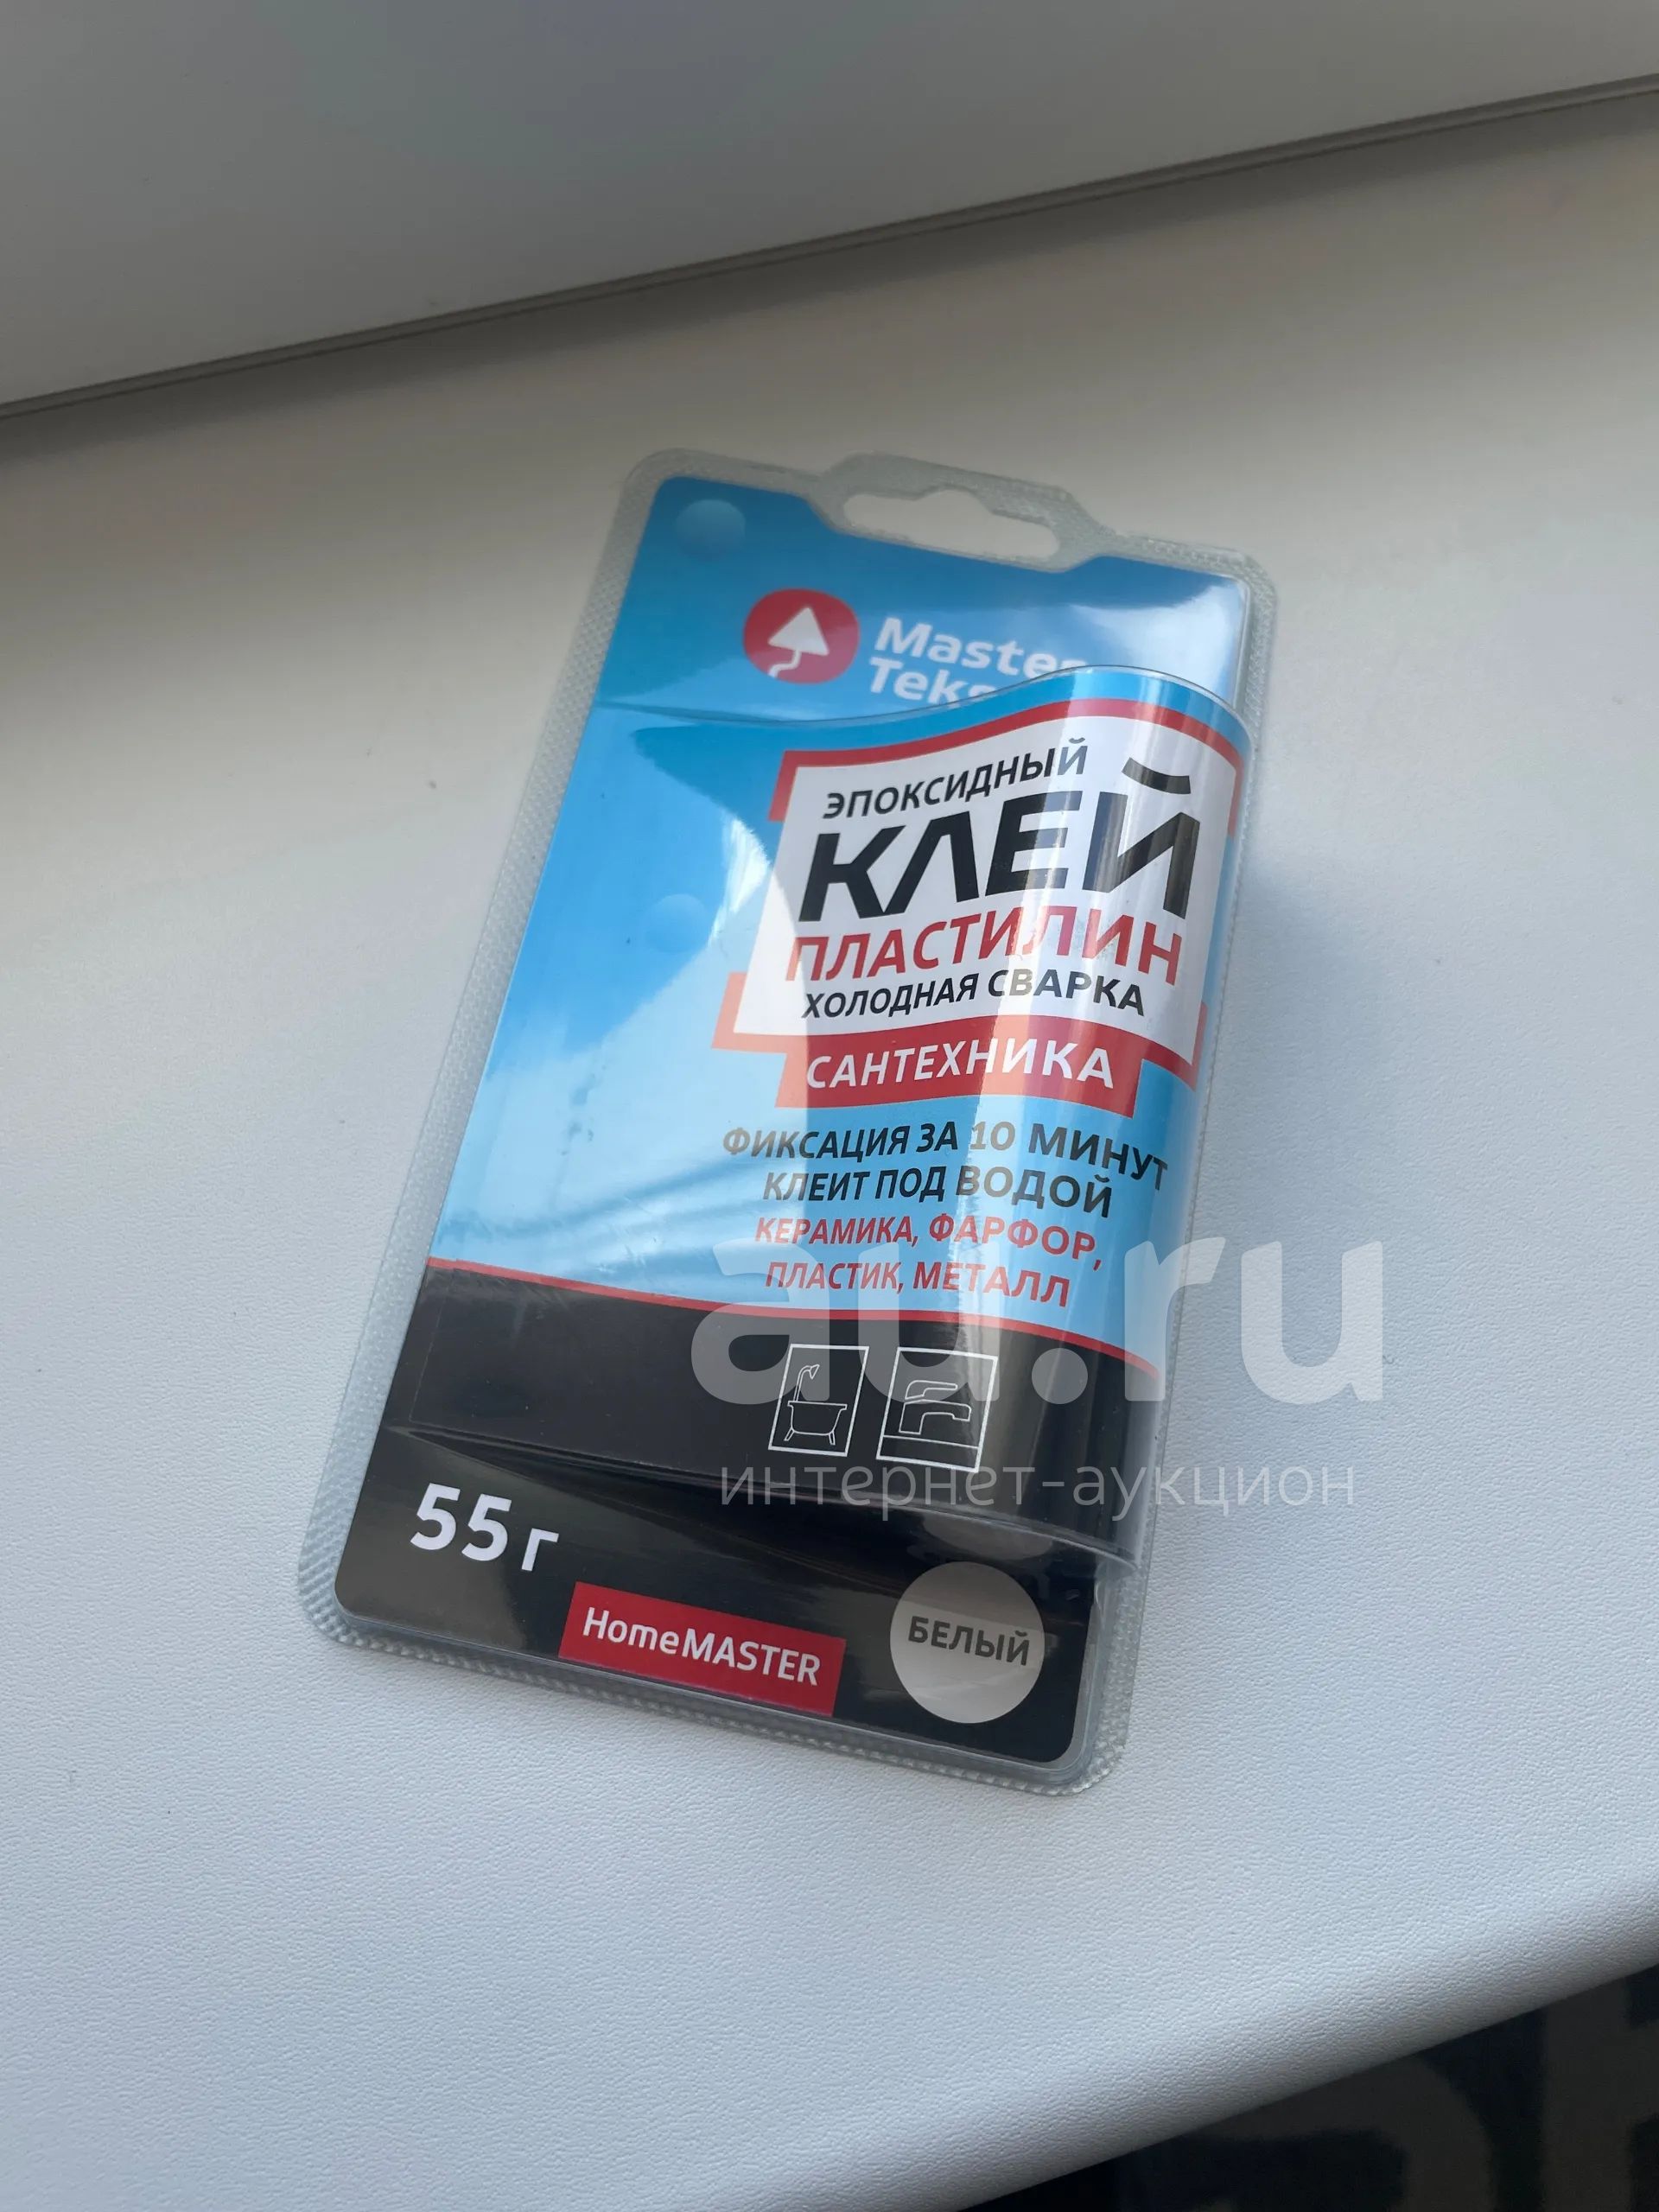 Master
ЭПОКСИДНЫЙ
КЛЕЙ
ПЛАСТИЛИН
ХОЛОДНАЯ СВАРКА
САНТЕХНИКА
ФИКСАЦИЯ ЗА 10 МИНУТ
КЛЕИТ ПОД ВОДОЙ
КЕРАМИКА, ФАРФОР,
ПЛАСТИК, МЕТАЛЛ
au.ru
интернет-аукцион
55 г
HomeMASTER
БЕЛЫЙ